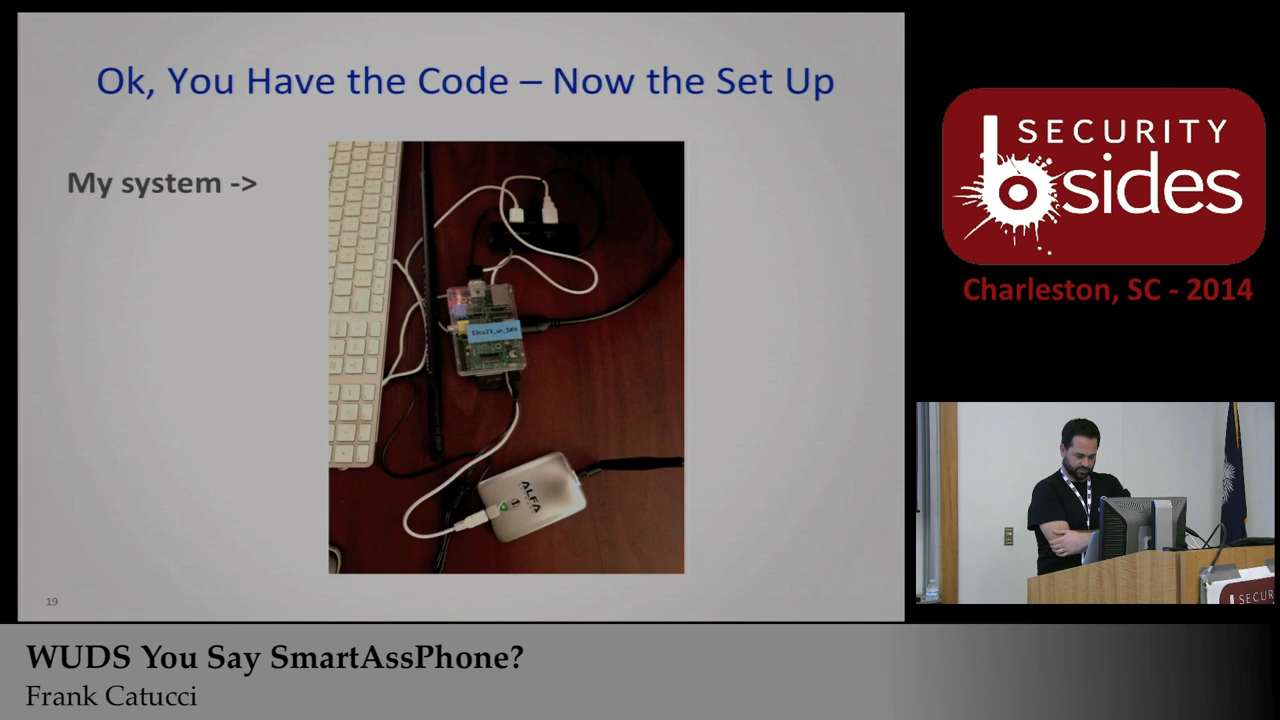 Ok, You Have the Code – Now the Set Up
My system ->
ALFA
19
SECURITY
bsides
Charleston, SC - 2014
SECUR
WUDS You Say SmartAssPhone?
Frank Catucci